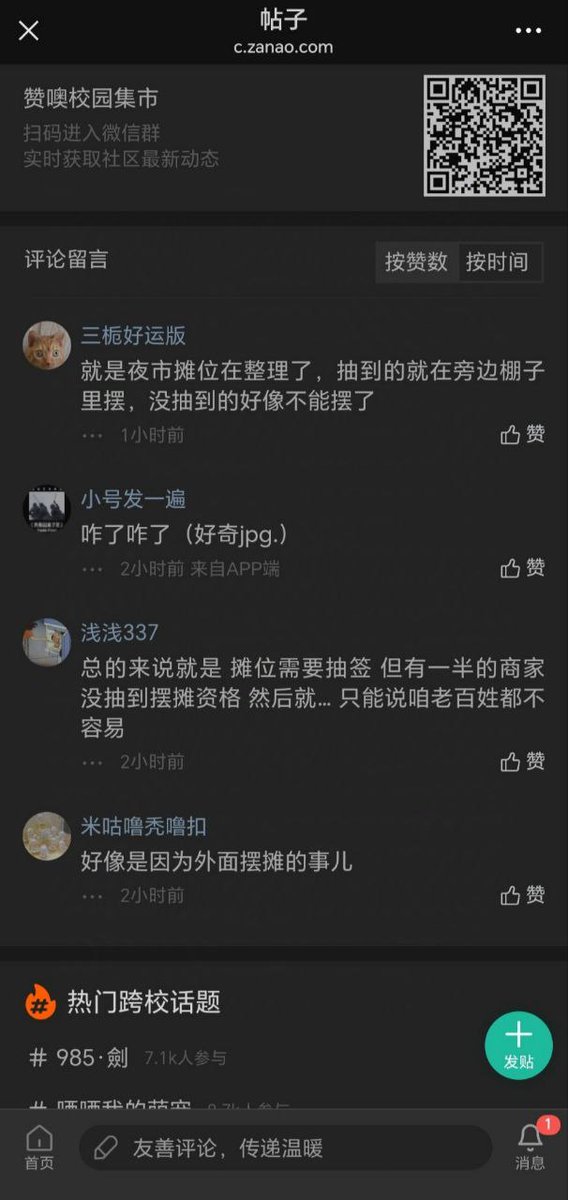 帖子
c.zanao.com
赞噢校园集市
扫码进入微信群
实时获取社区最新动态
评论留言
按赞数 按时间
三栀好运版
就是夜市摊位在整理了，抽到的就在旁边棚子
里摆，没抽到的好像不能摆了
1小时前
赞
小号发一遍
咋了咋了（好奇jpg.）
2小时前 来自APP端
赞
浅浅337
总的来说就是 摊位需要抽签 但有一半的商家
没抽到摆摊资格 然后就... 只能说咱老百姓都不
容易
2小时前
赞
米咕噜秃噜扣
好像是因为外面摆摊的事儿
2小时前
赞
# 热门跨校话题
# 985·劍 7.1k人参与
发贴
首页
友善评论，传递温暖
1
消息